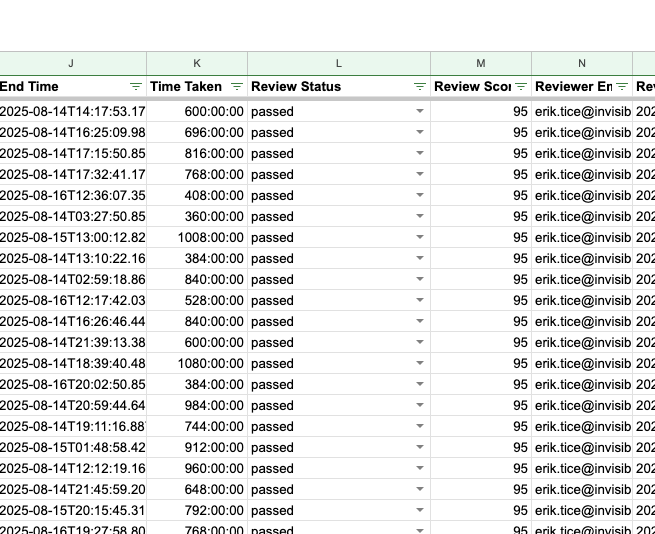 J K L M N
End Time Time Taken Review Status Review Scor Reviewer Em Rev
2025-08-14T14:17:53.17 600:00:00 passed 95 erik.tice@invisib 202
2025-08-14T16:25:09.98 696:00:00 passed 95 erik.tice@invisib 202
2025-08-14T17:15:50.85 816:00:00 passed 95 erik.tice@invisib 202
2025-08-14T17:32:41.17 768:00:00 passed 95 erik.tice@invisib 202
2025-08-16T12:36:07.35 408:00:00 passed 95 erik.tice@invisib 202
2025-08-14T03:27:50.85 360:00:00 passed 95 erik.tice@invisib 202
2025-08-15T13:00:12.82 1008:00:00 passed 95 erik.tice@invisib 202
2025-08-14T13:10:22.16 384:00:00 passed 95 erik.tice@invisib 202
2025-08-14T02:59:18.86 840:00:00 passed 95 erik.tice@invisib 202
2025-08-16T12:17:42.03 528:00:00 passed 95 erik.tice@invisib 202
2025-08-14T16:26:46.44 840:00:00 passed 95 erik.tice@invisib 202
2025-08-14T21:39:13.38 600:00:00 passed 95 erik.tice@invisib 202
2025-08-14T18:39:40.48 1080:00:00 passed 95 erik.tice@invisib 202
2025-08-16T20:02:50.85 384:00:00 passed 95 erik.tice@invisib 202
2025-08-14T20:59:44.64 984:00:00 passed 95 erik.tice@invisib 202
2025-08-14T19:11:16.88 744:00:00 passed 95 erik.tice@invisib 202
2025-08-15T01:48:58.42 912:00:00 passed 95 erik.tice@invisib 202
2025-08-14T12:12:19.16 960:00:00 passed 95 erik.tice@invisib 202
2025-08-14T21:45:59.20 648:00:00 passed 95 erik.tice@invisib 202
2025-08-15T20:15:45.31 792:00:00 passed 95 erik.tice@invisib 202
2025-08-16T19:27:58.80 768:00:00 passed 95 erik.tice@invisib 202